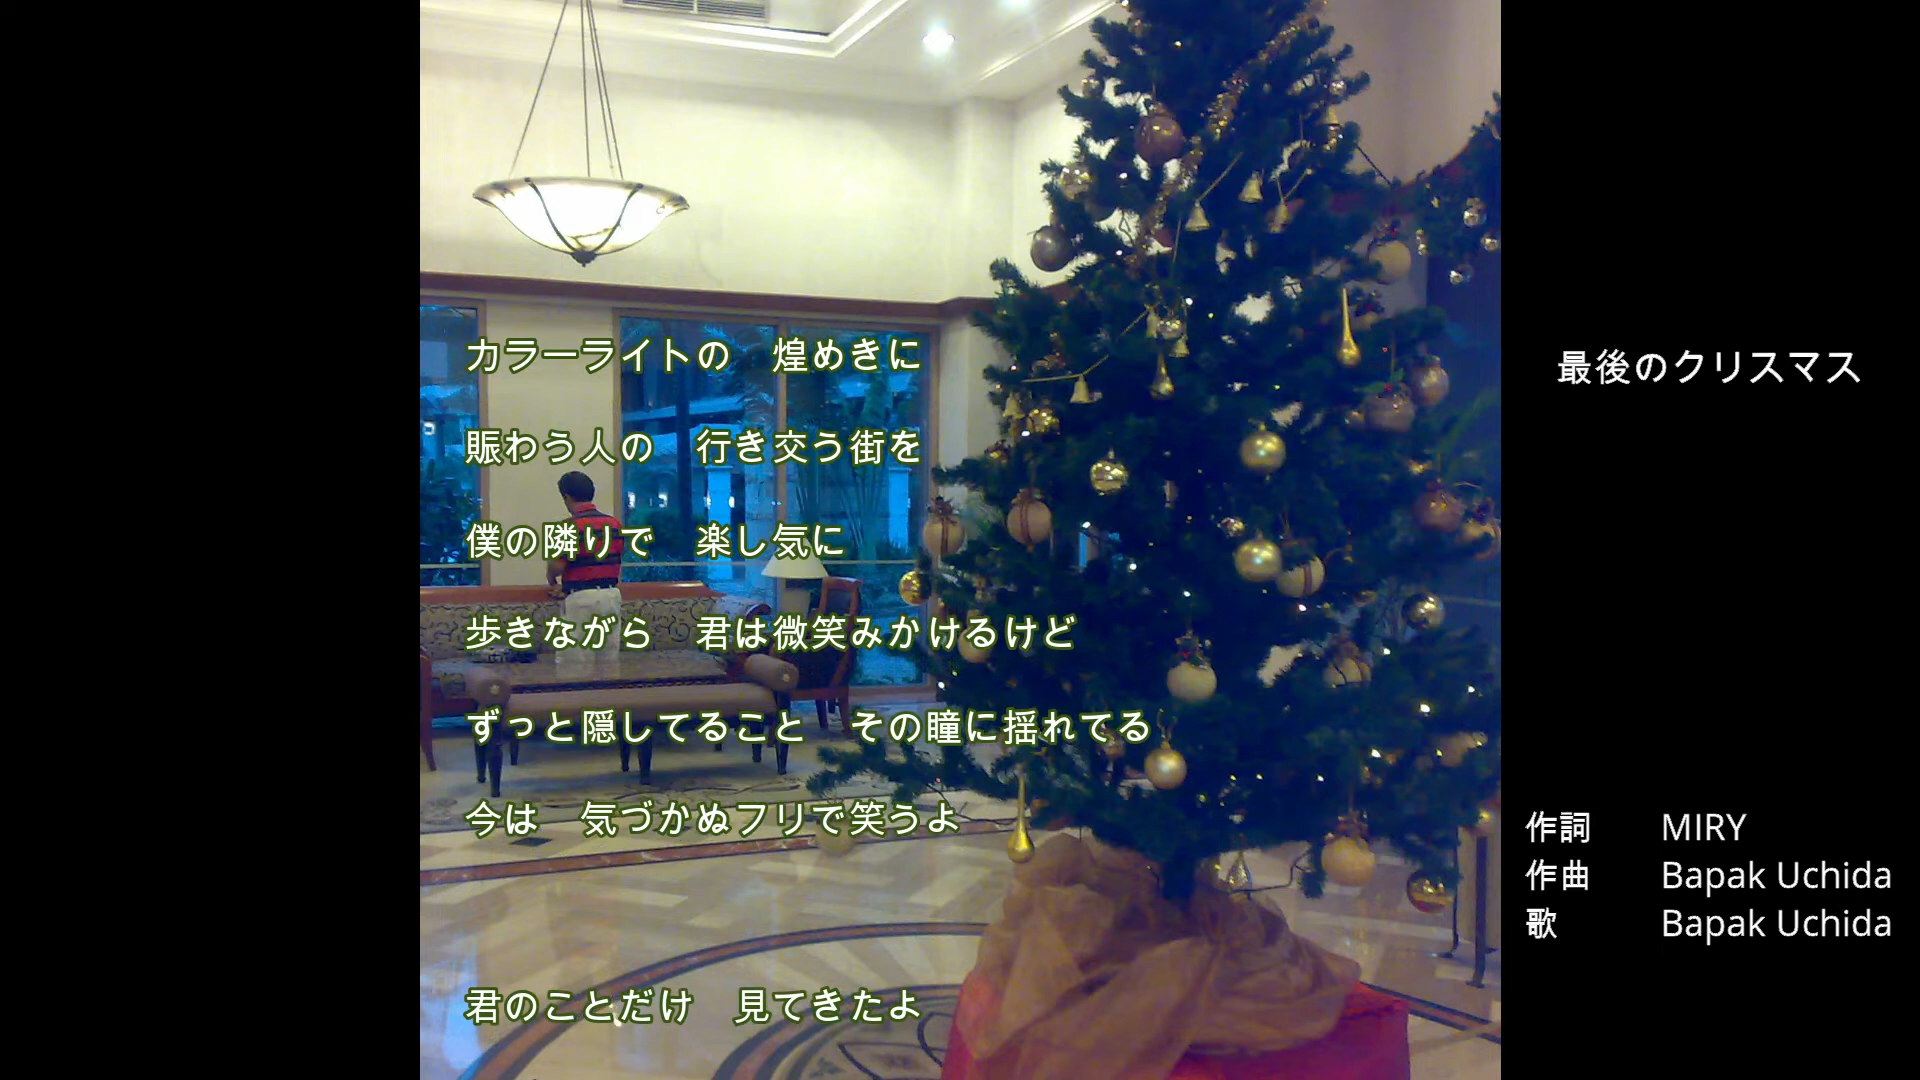 カラーライトの　煌めきに
賑わう人の　行き交う街を
僕の隣りで　楽し気に
歩きながら　君は微笑みかけるけど
ずっと隠してること　その瞳に揺れてる
今は　気づかぬフリで笑うよ
君のことだけ　見てきたよ
最後のクリスマス
作詞　MIRY
作曲　Bapak Uchida
歌　Bapak Uchida